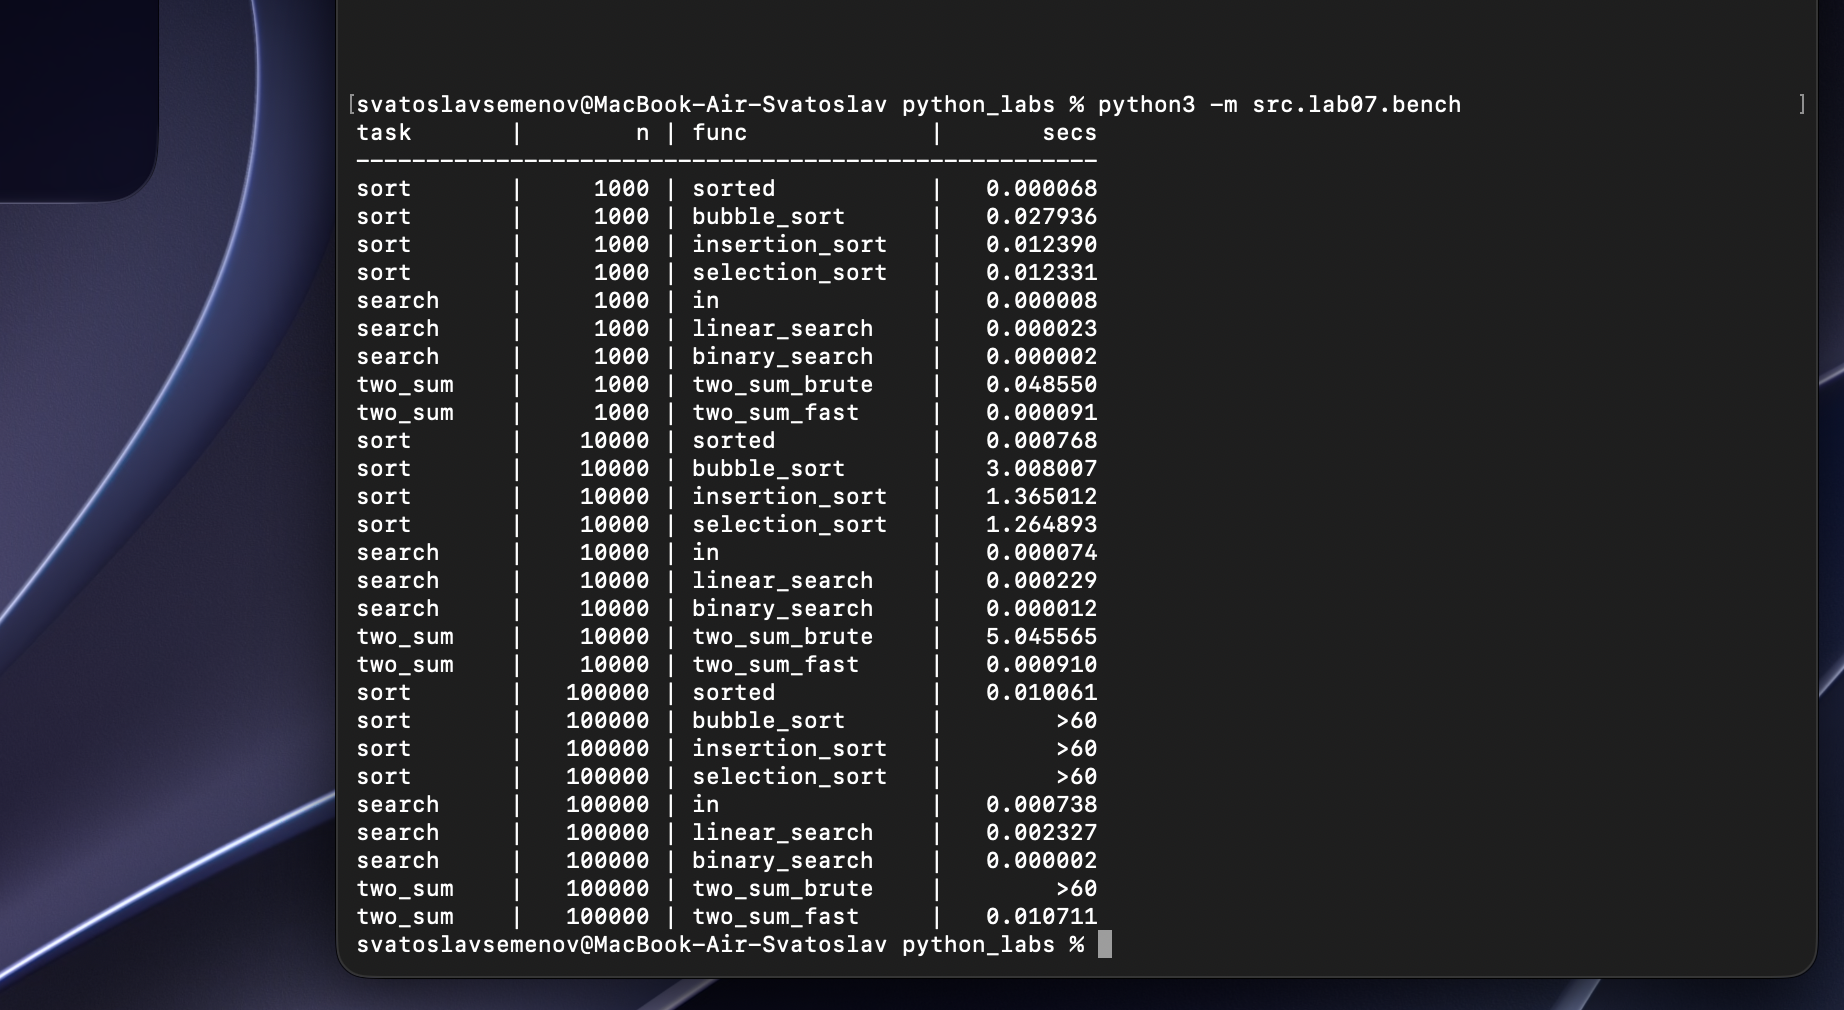 [svatoslavsemenov@MacBook-Air-Svatoslav python_labs % python3 -m src.lab07.bench ]
task       |        n | func            |       secs
-----------------------------------------------------
sort       |     1000 | sorted          |   0.000068
sort       |     1000 | bubble_sort     |   0.027936
sort       |     1000 | insertion_sort  |   0.012390
sort       |     1000 | selection_sort  |   0.012331
search     |     1000 | in              |   0.000008
search     |     1000 | linear_search   |   0.000023
search     |     1000 | binary_search   |   0.000002
two_sum    |     1000 | two_sum_brute   |   0.048550
two_sum    |     1000 | two_sum_fast    |   0.000091
sort       |    10000 | sorted          |   0.000768
sort       |    10000 | bubble_sort     |   3.008007
sort       |    10000 | insertion_sort  |   1.365012
sort       |    10000 | selection_sort  |   1.264893
search     |    10000 | in              |   0.000074
search     |    10000 | linear_search   |   0.000229
search     |    10000 | binary_search   |   0.000012
two_sum    |    10000 | two_sum_brute   |   5.045565
two_sum    |    10000 | two_sum_fast    |   0.000910
sort       |   100000 | sorted          |   0.010061
sort       |   100000 | bubble_sort     |        >60
sort       |   100000 | insertion_sort  |        >60
sort       |   100000 | selection_sort  |        >60
search     |   100000 | in              |   0.000738
search     |   100000 | linear_search   |   0.002327
search     |   100000 | binary_search   |   0.000002
two_sum    |   100000 | two_sum_brute   |        >60
two_sum    |   100000 | two_sum_fast    |   0.010711
svatoslavsemenov@MacBook-Air-Svatoslav python_labs %